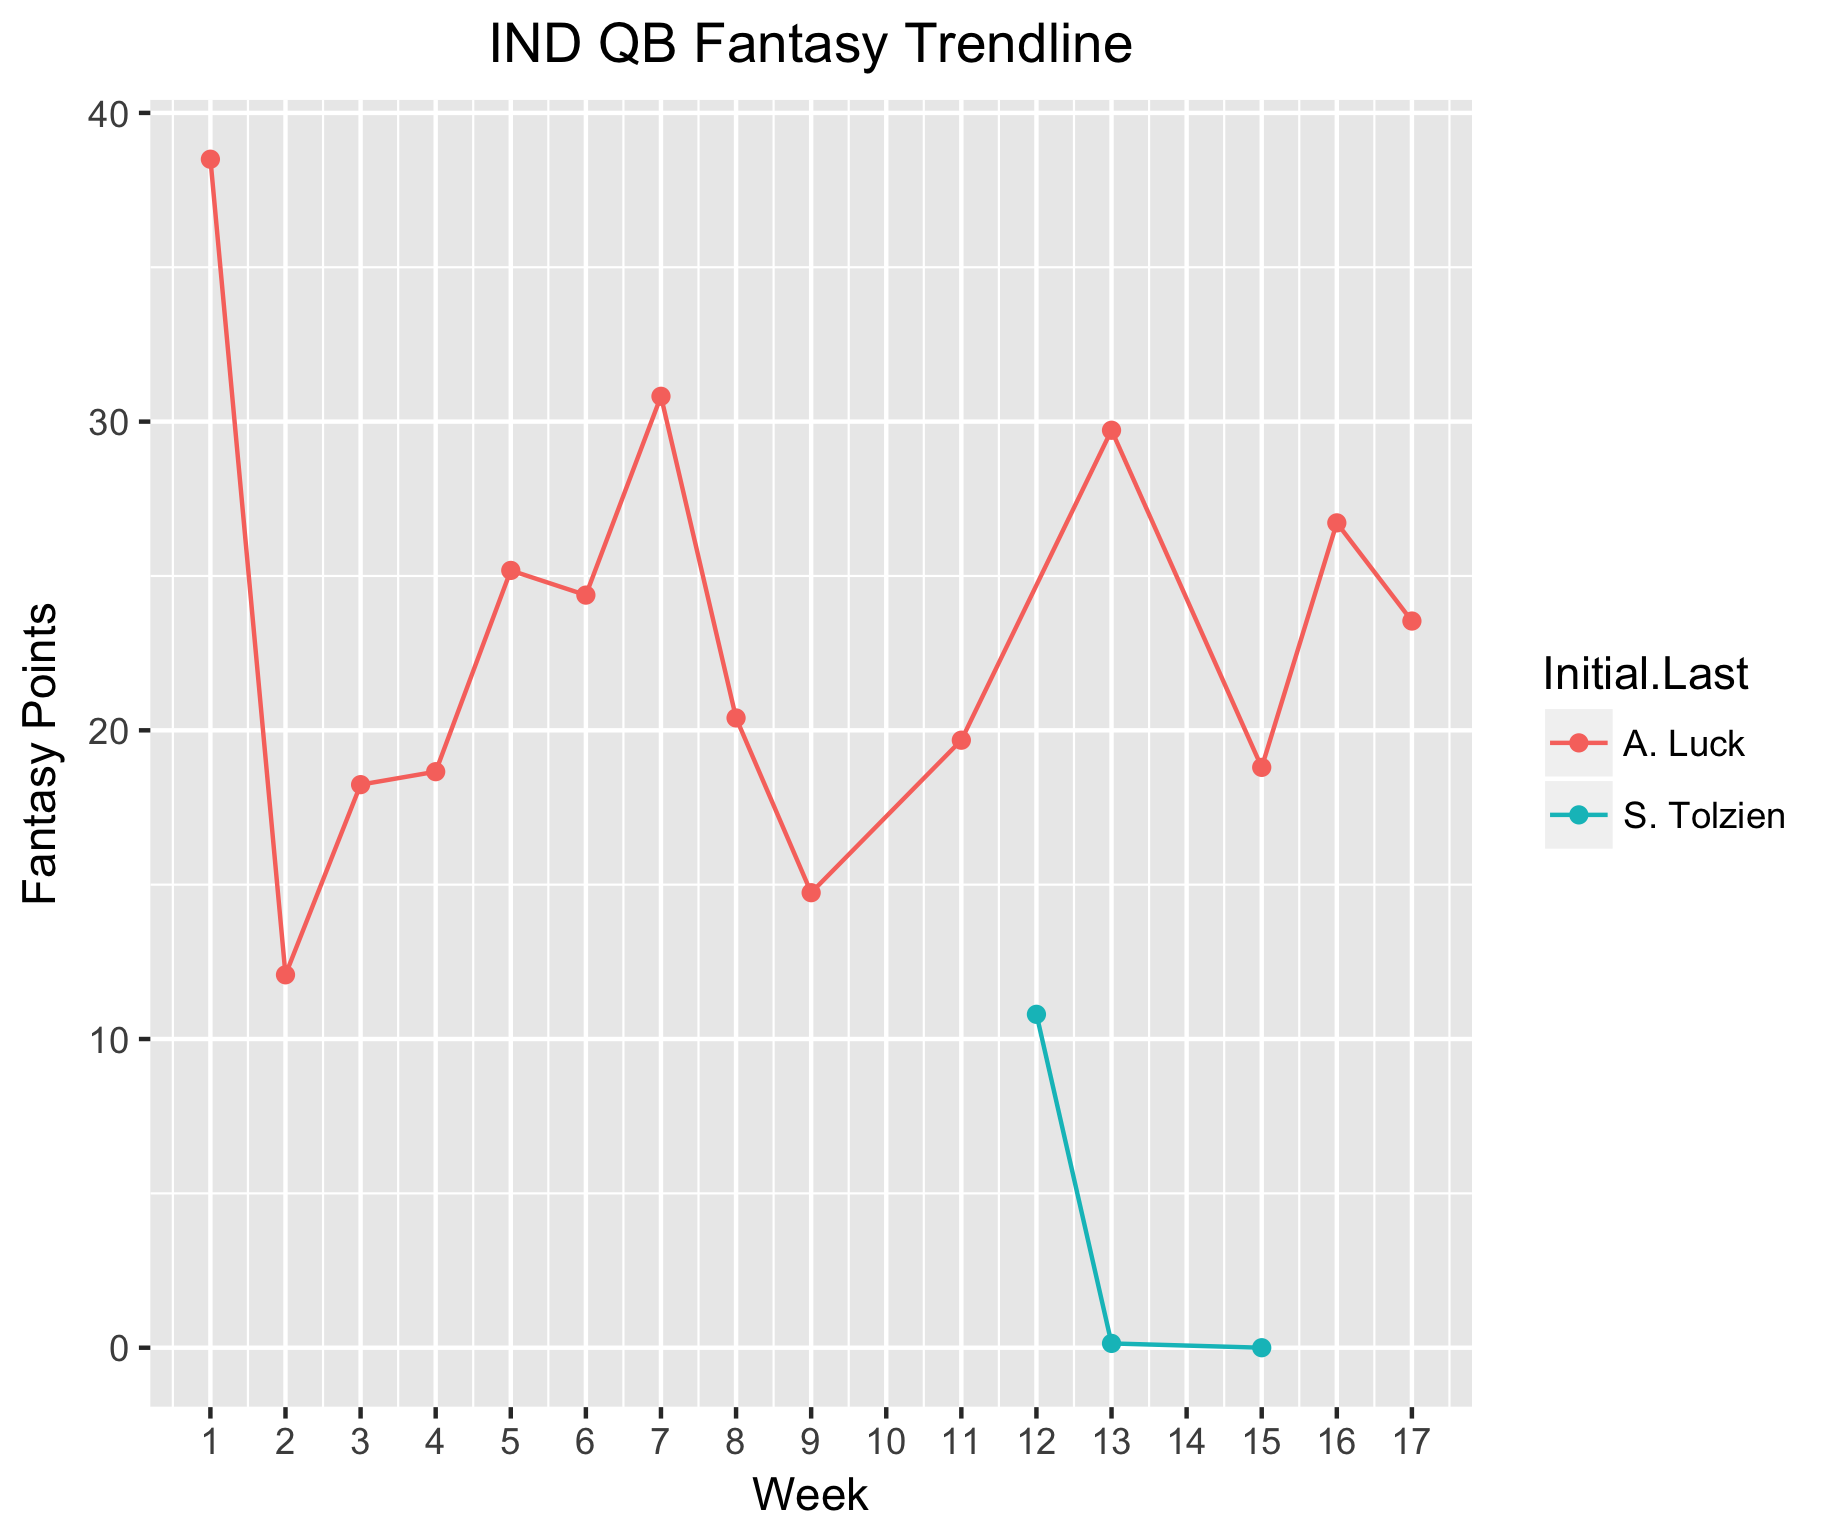 IND QB Fantasy Trendline
40
30
20
10
0
Fantasy Points
1 2 3 4 5 6 7 8 9 10 11 12 13 14 15 16 17
Week
Initial.Last
A. Luck
S. Tolzien